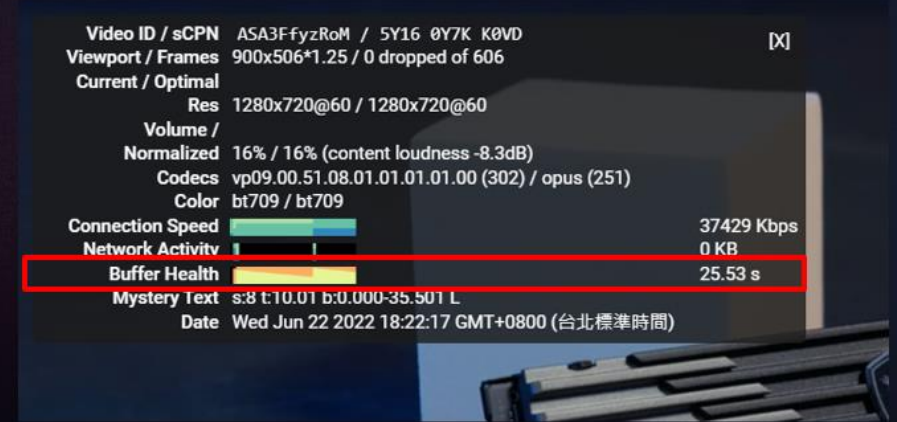 Video ID / sCPN ASA3FfyzRoM / 5Y16 0Y7K K0VD [X]
Viewport / Frames 900x506*1.25 / 0 dropped of 606
Current / Optimal
Res 1280x720@60 / 1280x720@60
Volume /
Normalized 16% / 16% (content loudness -8.3dB)
Codecs vp09.00.51.08.01.01.01.01.00 (302) / opus (251)
Color bt709 / bt709
Connection Speed 37429 Kbps
Network Activity 0 KB
Buffer Health 25.53 s
Mystery Text s:8 t:10.01 b:0.000-35.501 L
Date Wed Jun 22 2022 18:22:17 GMT+0800 (台北標準時間)